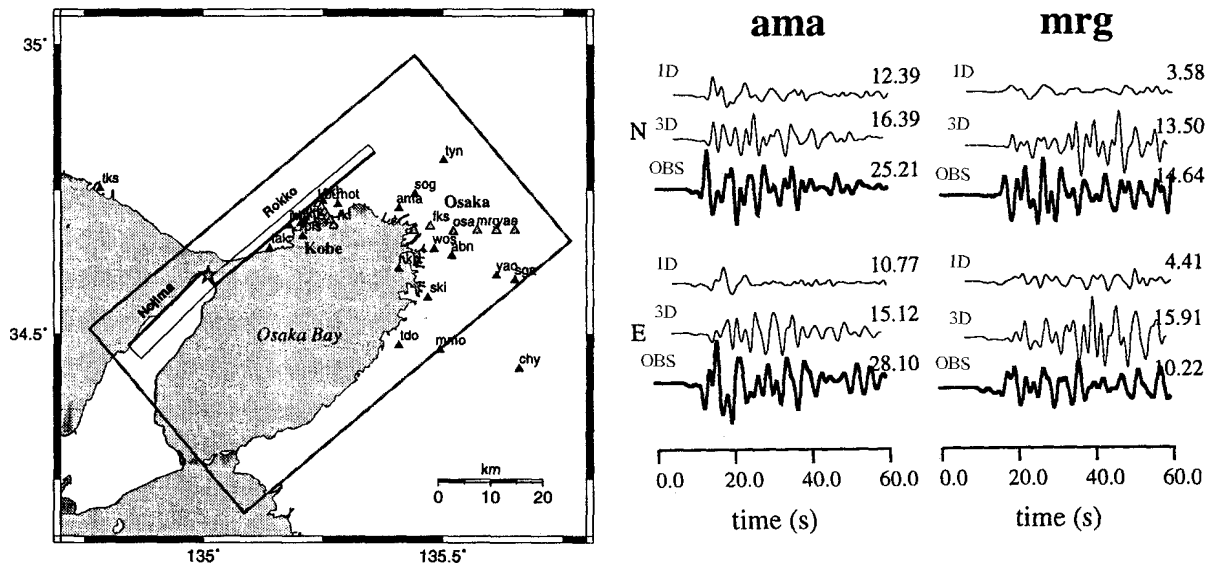 35°
34.5°
135°
135.5°
tks
tyn
sog
ama
Osaka
fks
osa
mrg
yae
wos
abn
yao
ski
tdo
mmo
chy
Rokko
Nojima
Kobe
Osaka Bay
km
0 10 20
ama
mrg
N
1D 12.39
3D 16.39
OBS 25.21
1D 3.58
3D 13.50
OBS 14.64
E
1D 10.77
3D 15.12
OBS 28.10
1D 4.41
3D 15.91
OBS 10.22
0.0 20.0 40.0 60.0
time (s)
0.0 20.0 40.0 60.0
time (s)